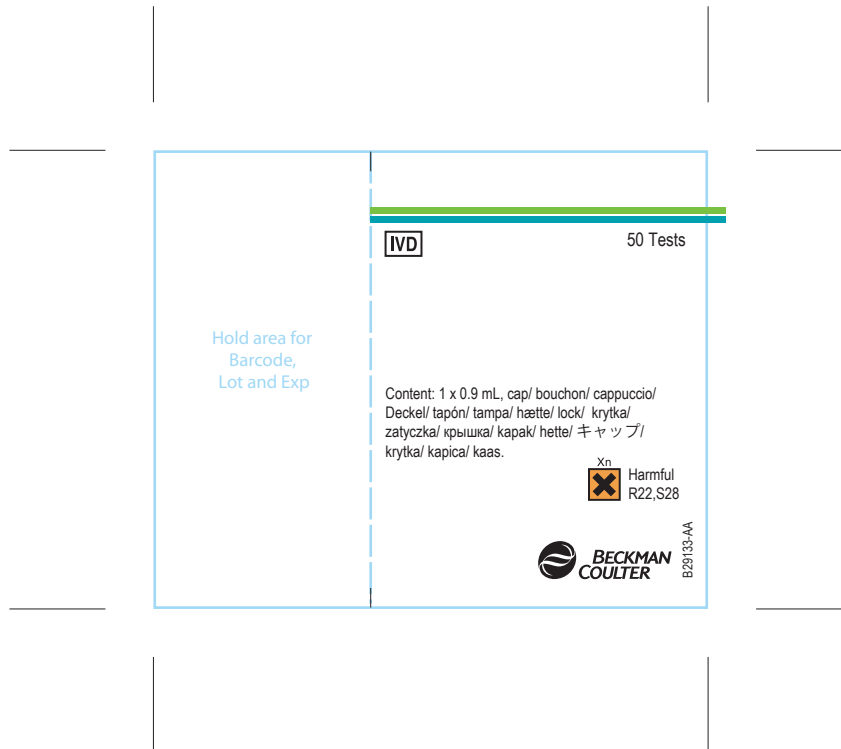 IVD
50 Tests
Hold area for
Barcode,
Lot and Exp
Content: 1 x 0.9 mL, cap/ bouchon/ cappuccio/
Deckel/ tapón/ tampa/ hætte/ lock/ krytka/
zatyczka/ крышка/ kapak/ hette/ キャップ/
krytka/ kapica/ kaas.
Xn
Harmful
R22,S28
BECKMAN
COULTER
B29133-AA